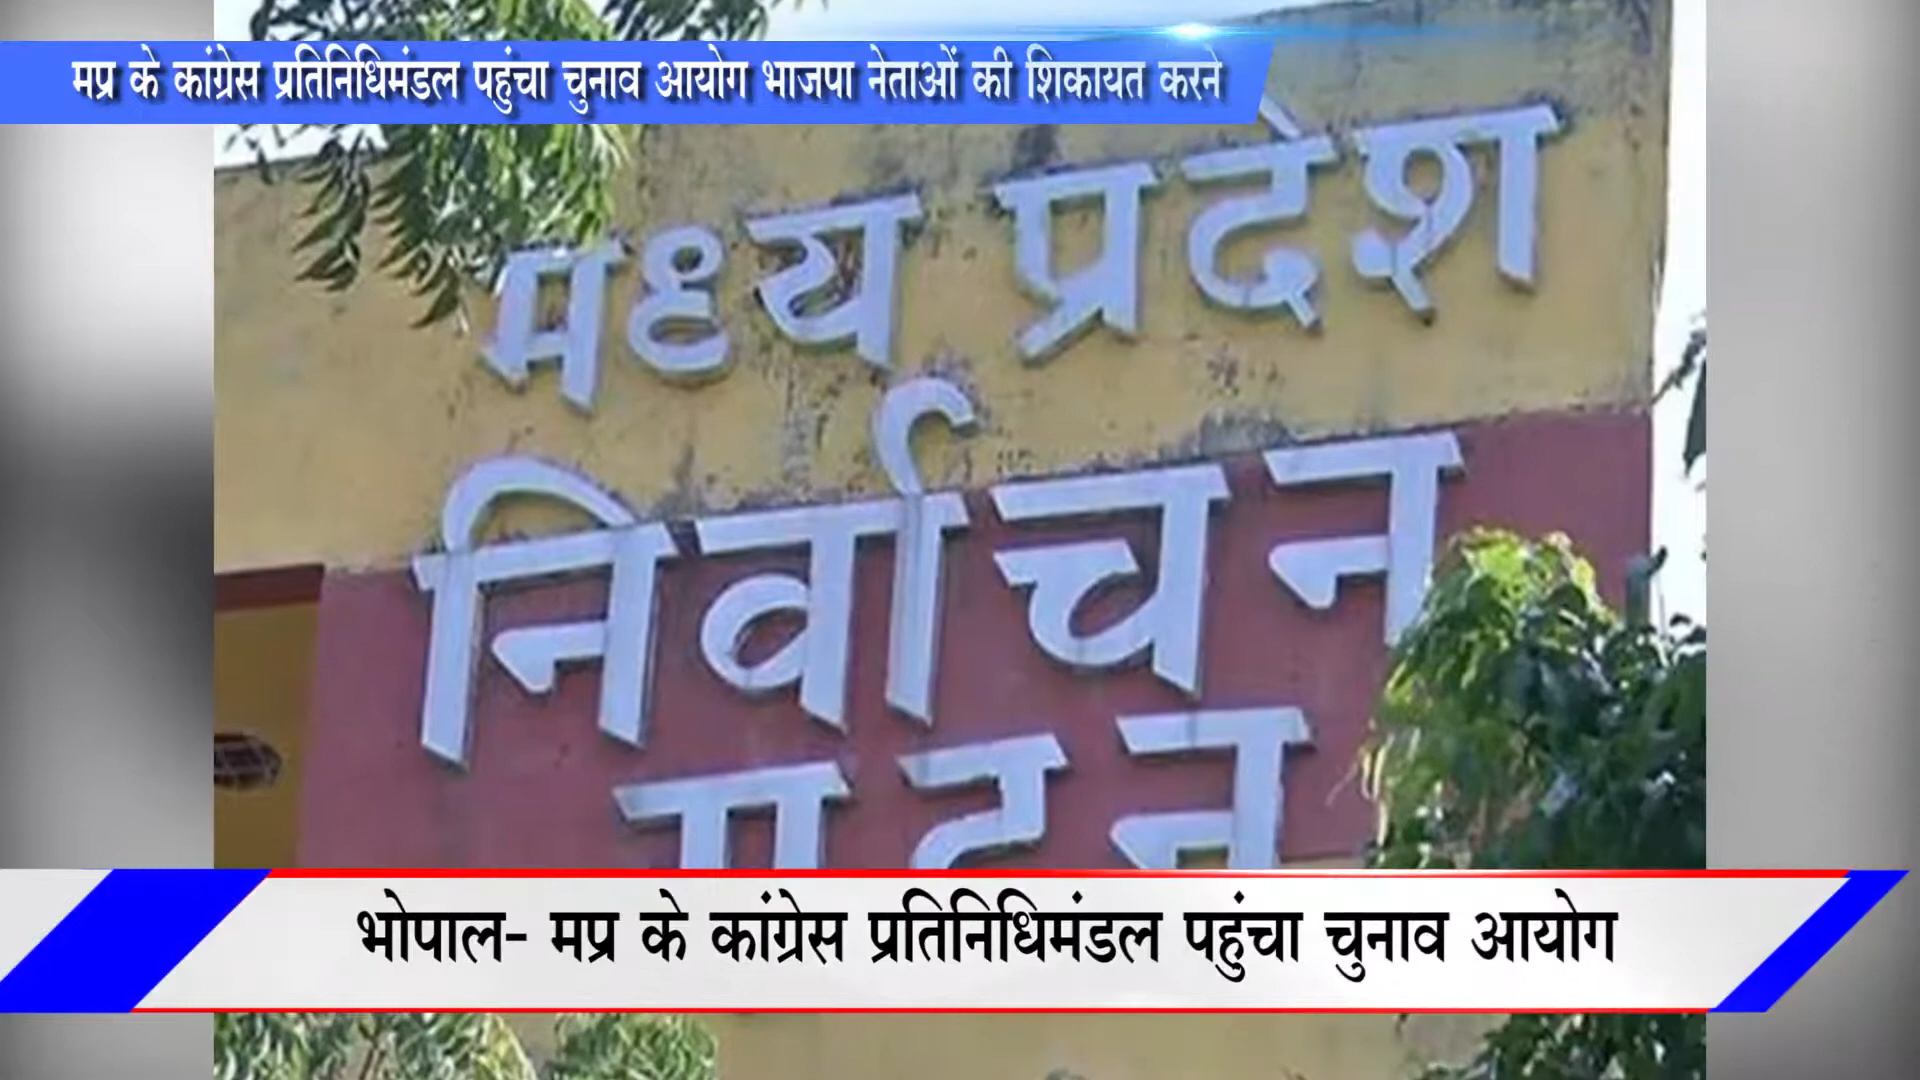 मप्र के कांग्रेस प्रतिनिधिमंडल पहुंचा चुनाव आयोग भाजपा नेताओं की शिकायत करने
मध्य प्रदेश
निर्वाचन
भोपाल- मप्र के कांग्रेस प्रतिनिधिमंडल पहुंचा चुनाव आयोग